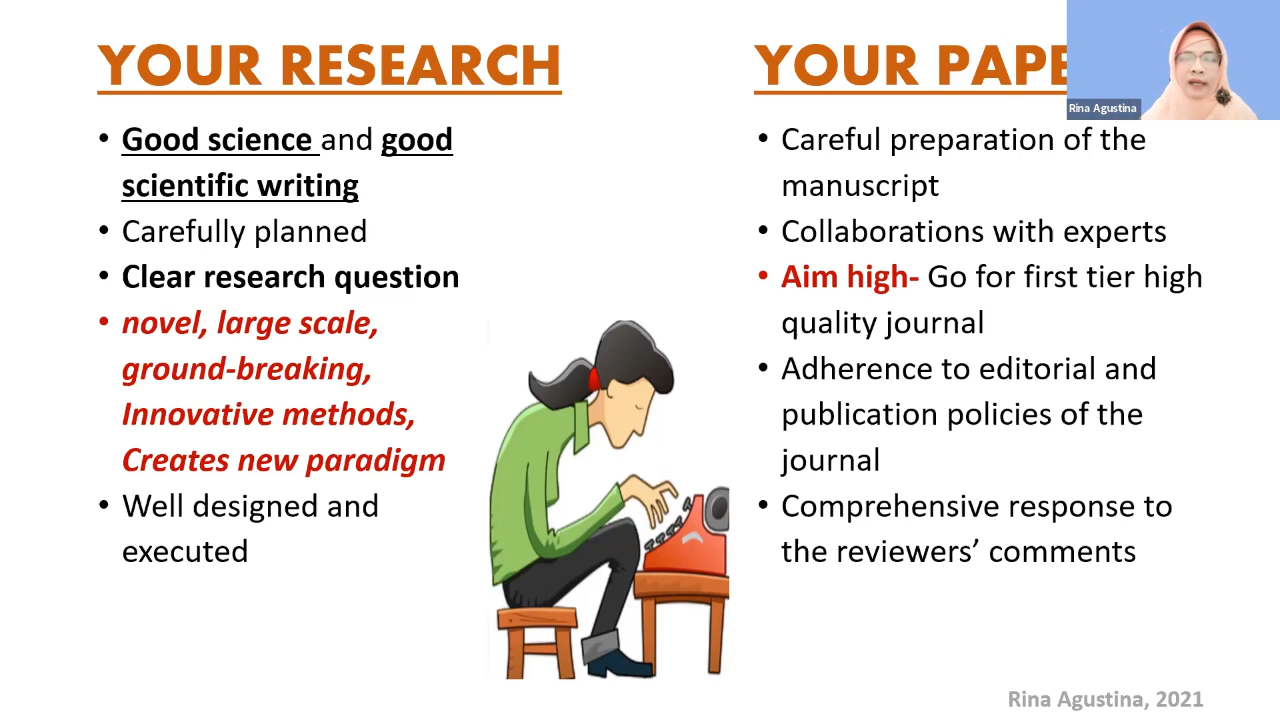 YOUR RESEARCH
• Good science and good
scientific writing
• Carefully planned
• Clear research question
• novel, large scale,
ground-breaking,
Innovative methods,
Creates new paradigm
• Well designed and
executed
YOUR PAPE
• Careful preparation of the
manuscript
• Collaborations with experts
• Aim high- Go for first tier high
quality journal
• Adherence to editorial and
publication policies of the
journal
• Comprehensive response to
the reviewers’ comments
Rina Agustina
Rina Agustina, 2021